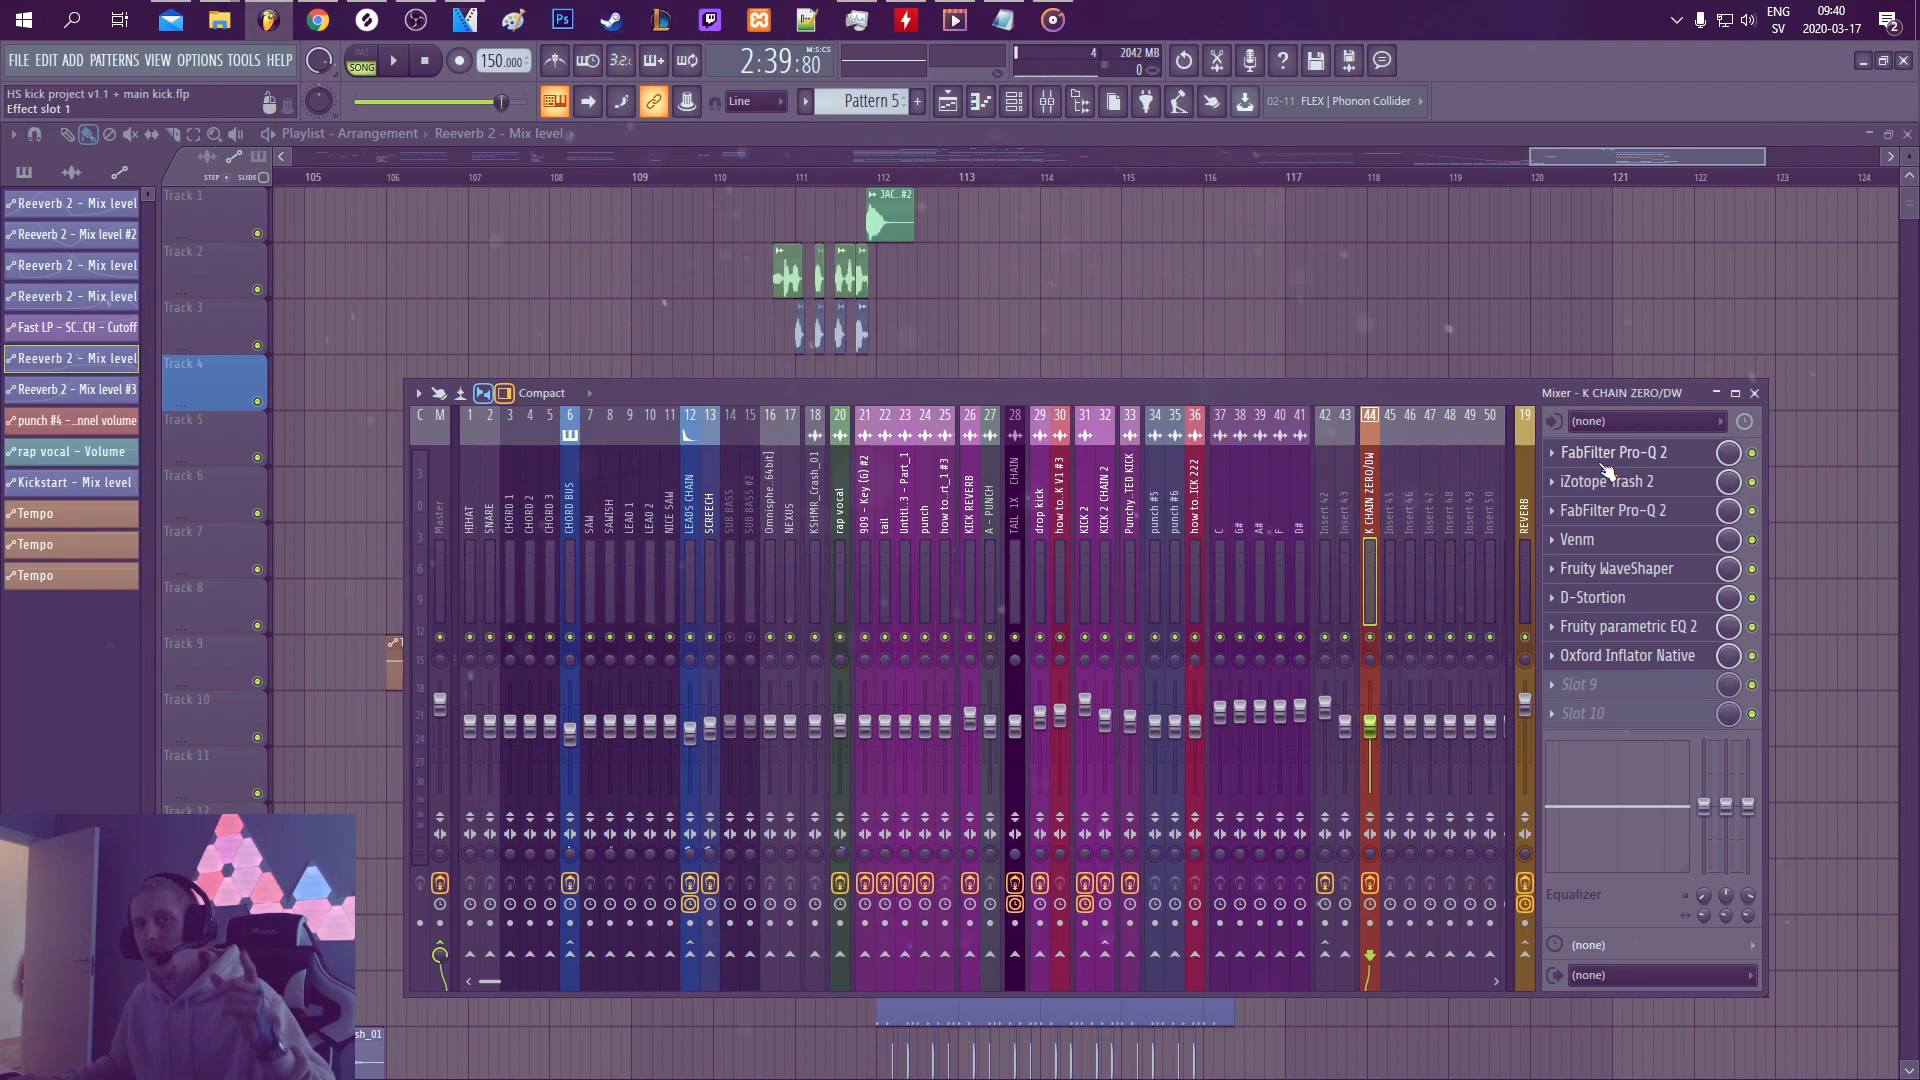 ENG
SV
09:40
2020-03-17
2
FILE EDIT ADD PATTERNS VIEW OPTIONS TOOLS HELP
PAT
SONG
150.000
3.2
2:39:80
M:S:CS
4
2042 MB
0
HS kick project v1.1 + main kick.flp
Effect slot 1
Line
Pattern 5
02-11 FLEX | Phonon Collider
Playlist - Arrangement
Reeverb 2 - Mix level
STEP
SLIDE
105 106 107 108 109 110 111 112 113 114 115 116 117 118 119 120 121 122 123 124
Reeverb 2 - Mix level
Reeverb 2 - Mix level #2
Reeverb 2 - Mix level
Reeverb 2 - Mix level
Fast LP - SC..CH - Cutoff
Reeverb 2 - Mix level
Reeverb 2 - Mix level #3
punch #4 -..nnel volume
rap vocal - Volume
Kickstart - Mix level
Tempo
Tempo
Tempo
Track 1
Track 2
Track 3
Track 4
Track 5
Track 6
Track 7
Track 8
Track 9
Track 10
Track 11
Track 12
JAC..#2
Compact
Mixer - K CHAIN ZERO/DW
C M 1 2 3 4 5 6 7 8 9 10 11 12 13 14 15 16 17 18 20 21 22 23 24 25 26 27 28 29 30 31 32 33 34 35 36 37 38 39 40 41 42 43 44 45 46 47 48 49 50 19
Master
HIHAT
SNARE
CHORD 1
CHORD 2
CHORD 3
CHORD BUS
SAW
SAWISH
LEAD 1
LEAD 2
NICE SAW
LEADS CHAIN
SCREECH
SUB BASS
SUB BASS #2
Omnisphe..64bit]
NEXUS
KSHMR_Crash_01
rap vocal
909 - Key (G) #2
tail
Untitl..3 - Part_1
punch
how to..rt_1 #3
KICK REVERB
A - PUNCH
TAIL 1X CHAIN
drop kick
how to..K V1 #3
KICK 2
KICK 2 CHAIN 2
Punchy..TED KICK
punch #5
punch #6
how to..ICK 222
C
G#
A#
F
D#
Insert 42
Insert 43
K CHAIN ZERO/DW
Insert 45
Insert 46
Insert 47
Insert 48
Insert 49
Insert 50
REVERB
3
0
3
6
9
12
15
18
21
24
27
30
(none)
FabFilter Pro-Q 2
iZotope Trash 2
FabFilter Pro-Q 2
Venm
Fruity WaveShaper
D-Stortion
Fruity parametric EQ 2
Oxford Inflator Native
Slot 9
Slot 10
Equalizer
(none)
(none)
sh_01